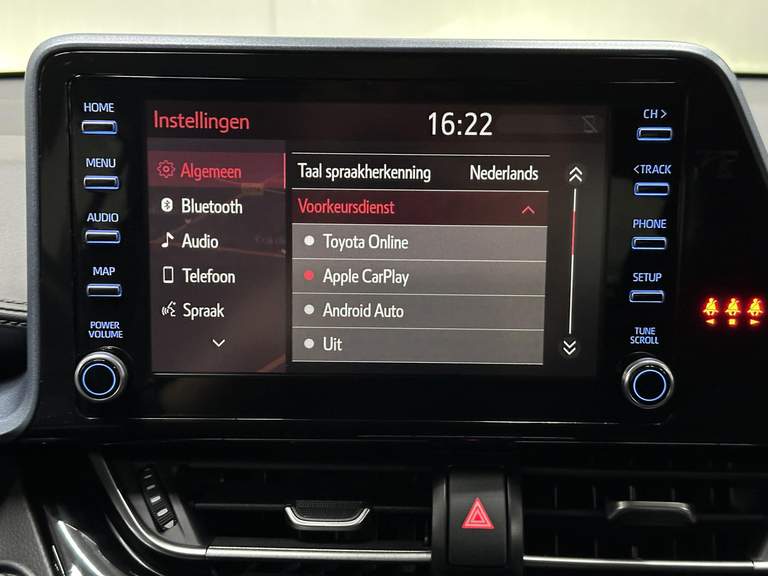 HOME
MENU
AUDIO
MAP
POWER
VOLUME
Instellingen
16:22
Algemeen
Bluetooth
Audio
Telefoon
Spraak
Taal spraakherkenning Nederlands
Voorkeursdienst
Toyota Online
Apple CarPlay
Android Auto
Uit
CH >
< TRACK
PHONE
SETUP
TUNE
SCROLL